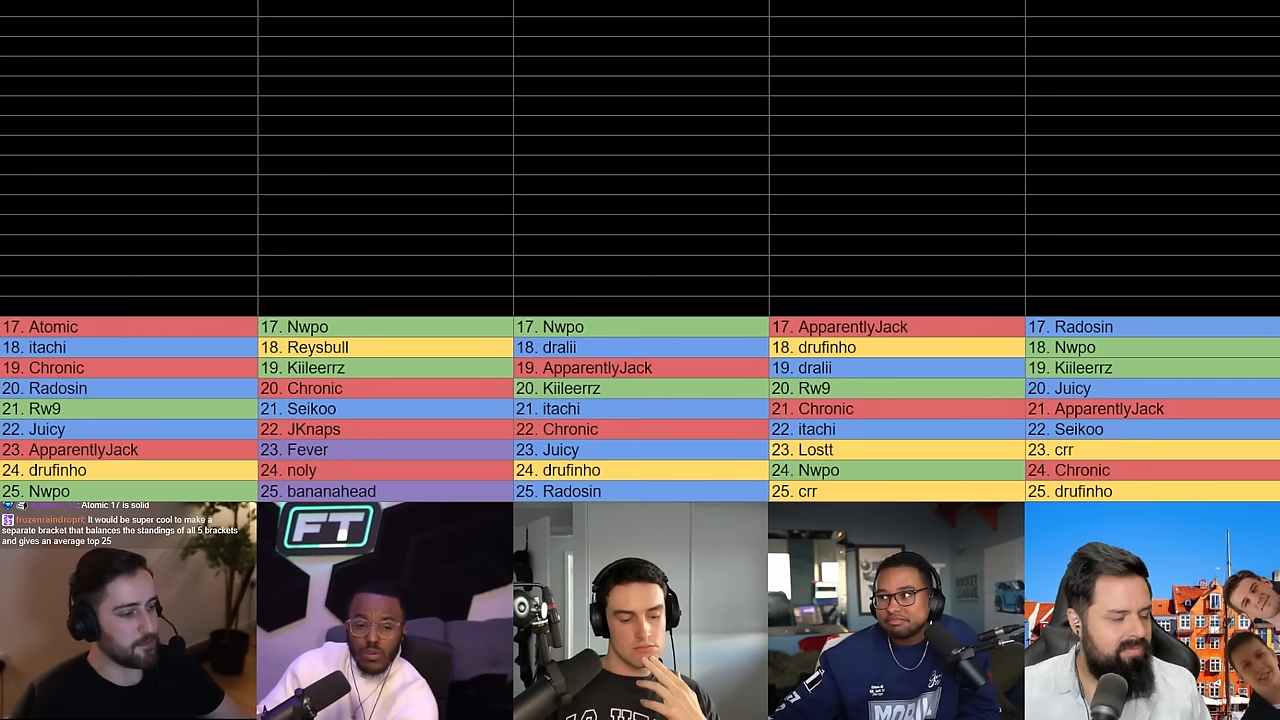 17. Atomic
18. itachi
19. Chronic
20. Radosin
21. Rw9
22. Juicy
23. ApparentlyJack
24. drufinho
25. Nwpo
17. Nwpo
18. Reysbull
19. Kiileerrz
20. Chronic
21. Seikoo
22. JKnaps
23. Fever
24. noly
25. bananahead
17. Nwpo
18. dralii
19. ApparentlyJack
20. Kiileerrz
21. itachi
22. Chronic
23. Juicy
24. drufinho
25. Radosin
17. ApparentlyJack
18. drufinho
19. dralii
20. Rw9
21. Chronic
22. itachi
23. Lostt
24. Nwpo
25. crr
17. Radosin
18. Nwpo
19. Kiileerrz
20. Juicy
21. ApparentlyJack
22. Seikoo
23. crr
24. Chronic
25. drufinho
: Atomic 17 is solid
frozenraindropri: It would be super cool to make a
separate bracket that balances the standings of all 5 brackets
and gives an average top 25
FT